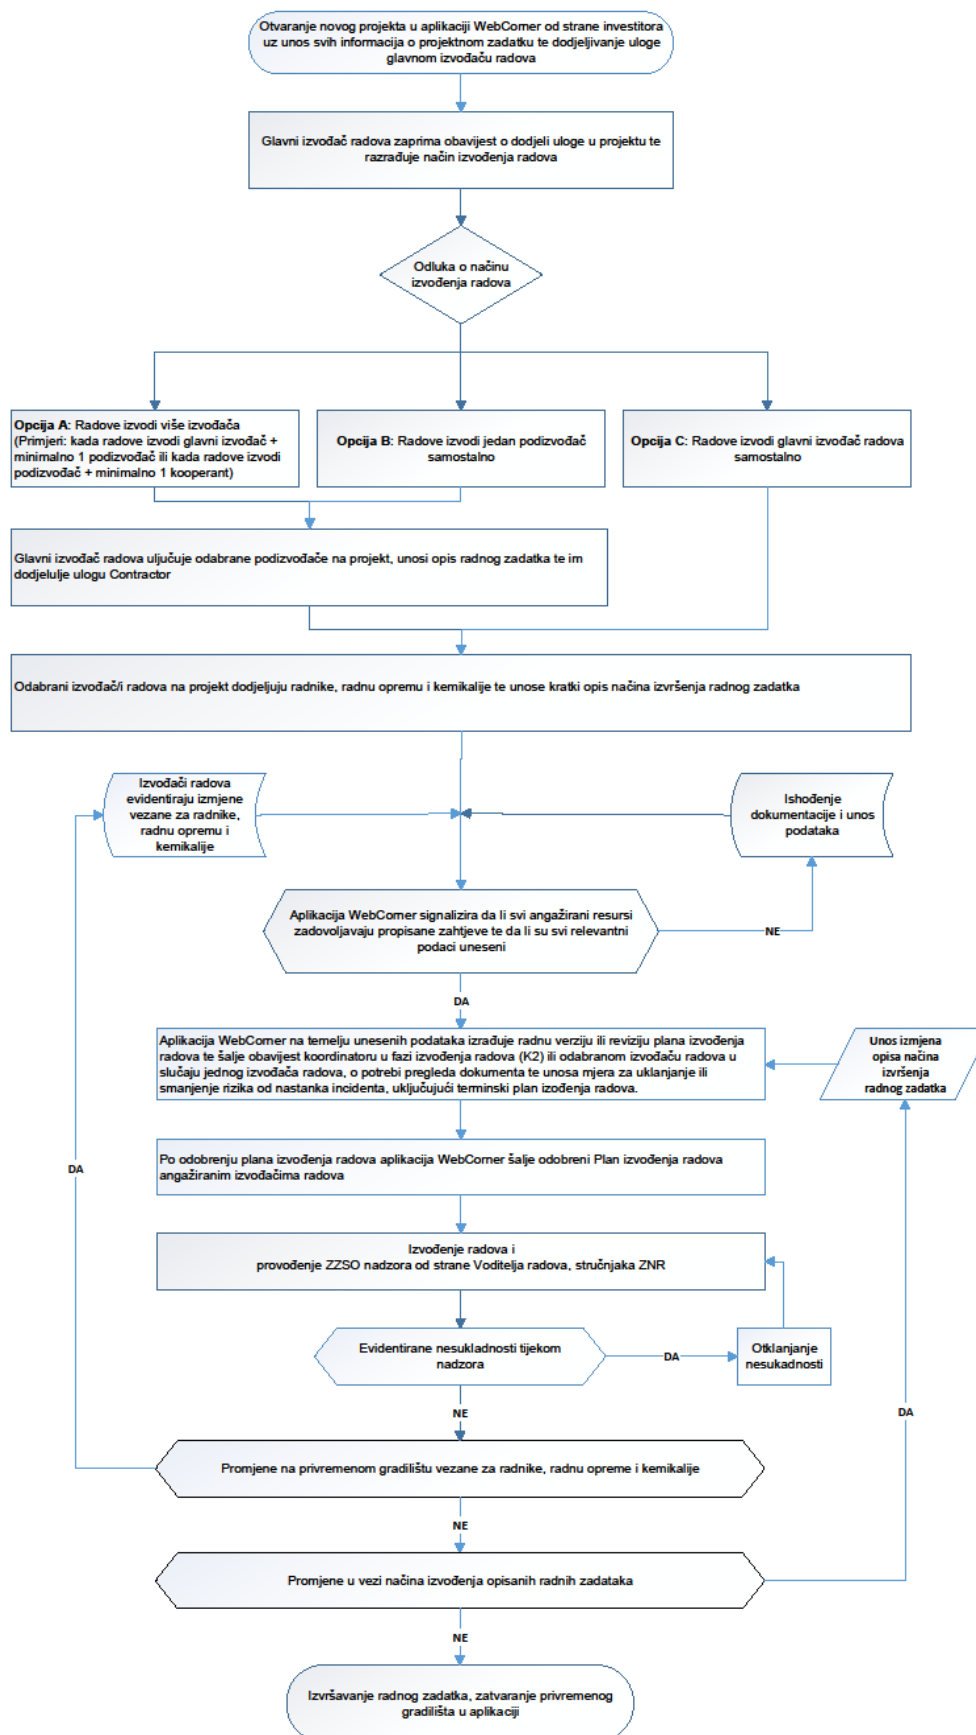 Otvaranje novog projekta u aplikaciji WebCorner od strane investitora
uz unos svih informacija o projektnom zadatku te dodjeljivanje uloge
glavnom izvođaču radova
Glavni izvođač radova zaprima obavijest o dodjeli uloge u projektu te
razrađuje način izvođenja radova
Odluka o načinu
izvođenja radova
Opcija A: Radove izvodi više izvođača
(Primjeri: kada radove izvodi glavni izvođač +
minimalno 1 podizvođač ili kada radove izvodi
podizvođač + minimalno 1 kooperant)
Opcija B: Radove izvodi jedan podizvođač
samostalno
Opcija C: Radove izvodi glavni izvođač radova
samostalno
Glavni izvođač radova uljučuje odabrane podizvođače na projekt, unosi opis radnog zadatka te im
dodjelulje ulogu Contractor
Odabrani izvođač/i radova na projekt dodjeljuju radnike, radnu opremu i kemikalije te unose kratki opis načina izvršenja radnog zadatka
Izvođači radova
evidentiraju izmjene
vezane za radnike,
radnu opremu i
kemikalije
Ishođenje
dokumentacije i unos
podataka
Aplikacija WebCorner signalizira da li svi angažirani resursi
zadovoljavaju propisane zahtjeve te da li su svi relevantni
podaci uneseni
NE
DA
Aplikacija WebCorner na temelju unesenih podataka izrađuje radnu verziju ili reviziju plana izvođenja
radova te šalje obavijest koordinatoru u fazi izvođenja radova (K2) ili odabranom izvođaču radova u
slučaju jednog izvođača radova, o potrebi pregleda dokumenta te unosa mjera za uklanjanje ili
smanjenje rizika od nastanka incidenta, uključujući terminski plan izođenja radova.
Unos izmjena
opisa načina
izvršenja
radnog zadatka
DA
Po odobrenju plana izvođenja radova aplikacija WebCorner šalje odobreni Plan izvođenja radova
angažiranim izvođačima radova
Izvođenje radova i
provođenje ZZSO nadzora od strane Voditelja radova, stručnjaka ZNR
Evidentirane nesukladnosti tijekom
nadzora
DA
Otklanjanje
nesukadnosti
NE
DA
Promjene na privremenom gradilištu vezane za radnike, radnu opreme i kemikalije
NE
Promjene u vezi načina izvođenja opisanih radnih zadataka
NE
Izvršavanje radnog zadatka, zatvaranje privremenog
gradilišta u aplikaciji